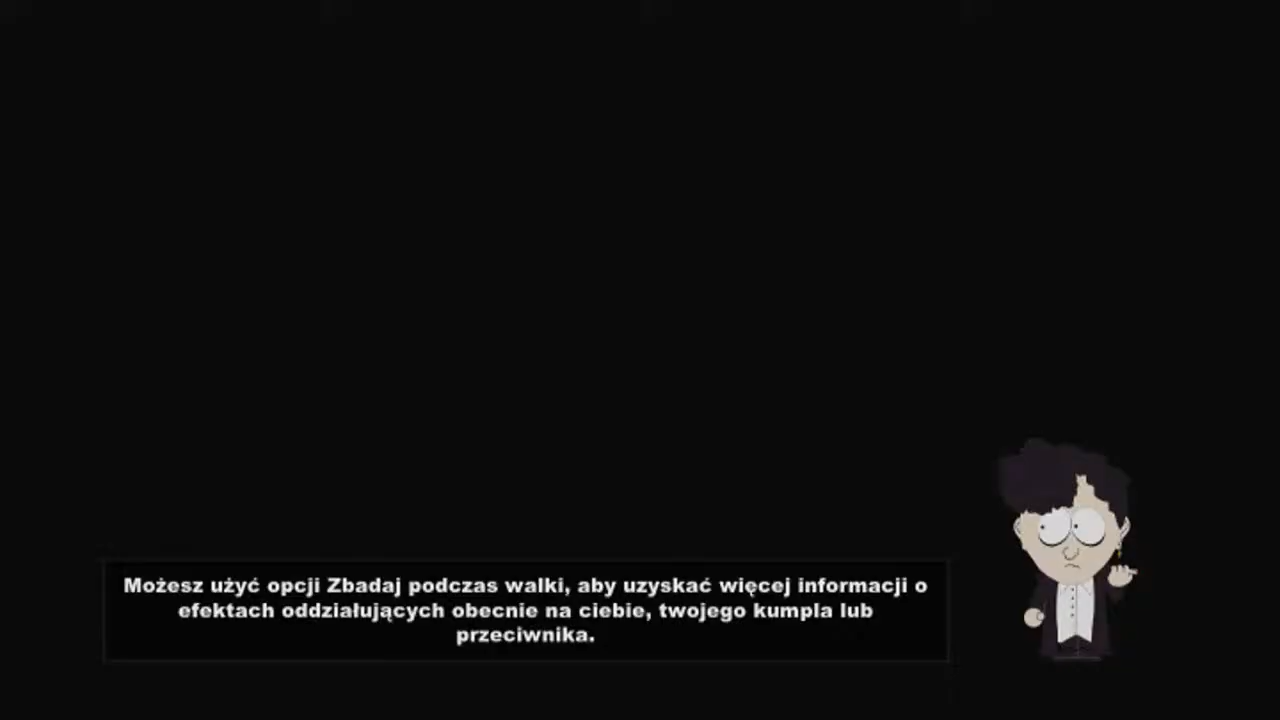 Możesz użyć opcji Zbadaj podczas walki, aby uzyskać więcej informacji o
efektach oddziałujących obecnie na ciebie, twojego kumpla lub
przeciwnika.